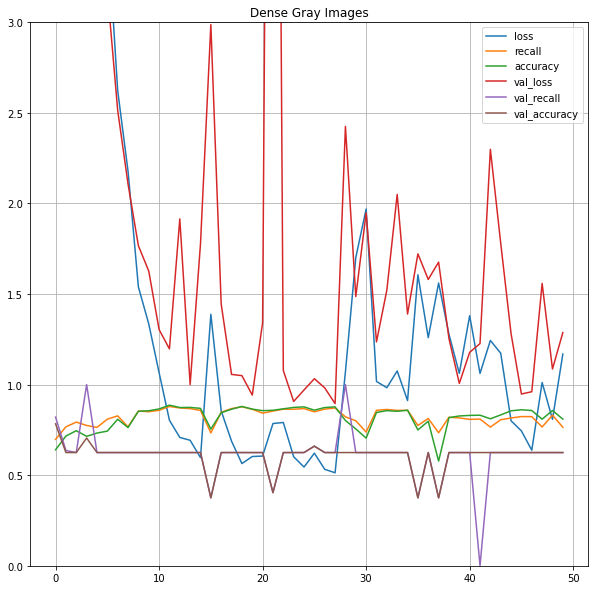 Dense Gray Images
loss
recall
accuracy
val_loss
val_recall
val_accuracy
3.0
2.5
2.0
1.5
1.0
0.5
0.0
0 10 20 30 40 50